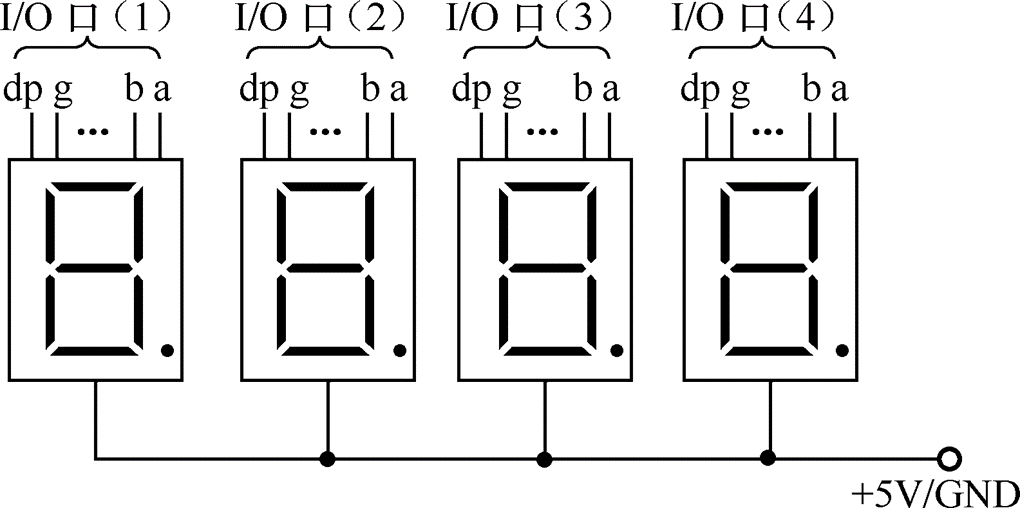 I/O 口（1） I/O 口（2） I/O 口（3） I/O 口（4）
dp g ... b a dp g ... b a dp g ... b a dp g ... b a
+5V/GND